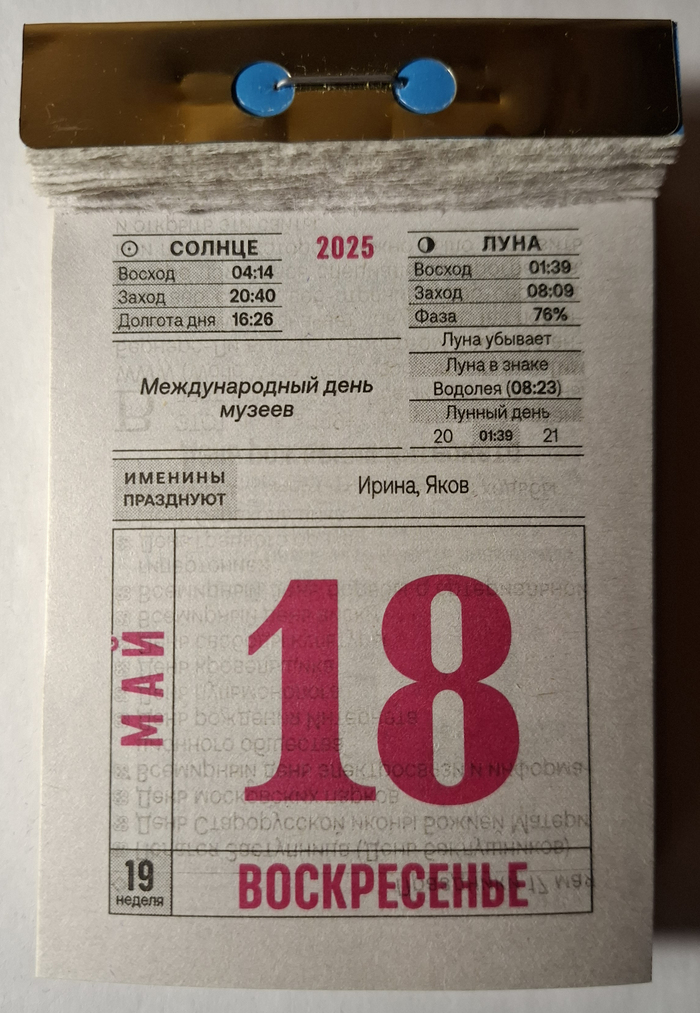 СОЛНЦЕ
Восход 04:14
Заход 20:40
Долгота дня 16:26
2025
ЛУНА
Восход 01:39
Заход 08:09
Фаза 76%
Луна убывает
Луна в знаке
Водолея (08:23)
Лунный день
20 01:39 21
Международный день
музеев
ИМЕНИНЫ
ПРАЗДНУЮТ
Ирина, Яков
МАЙ
18
19
неделя
ВОСКРЕСЕНЬЕ